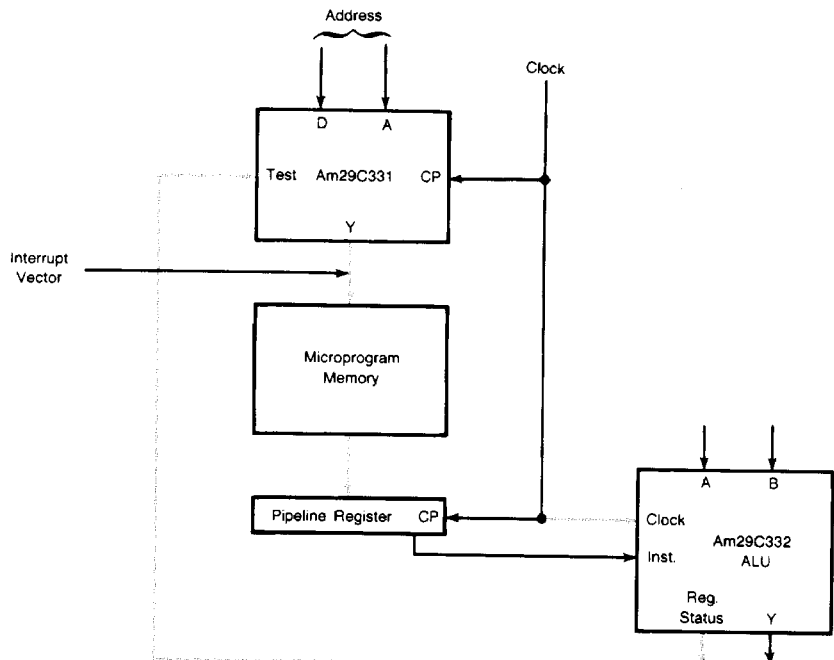 Address
Clock
D A
Test Am29C331 CP
Y
Interrupt
Vector
Microprogram
Memory
A B
Pipeline Register CP
Clock
Am29C332
ALU
Inst.
Reg.
Status Y